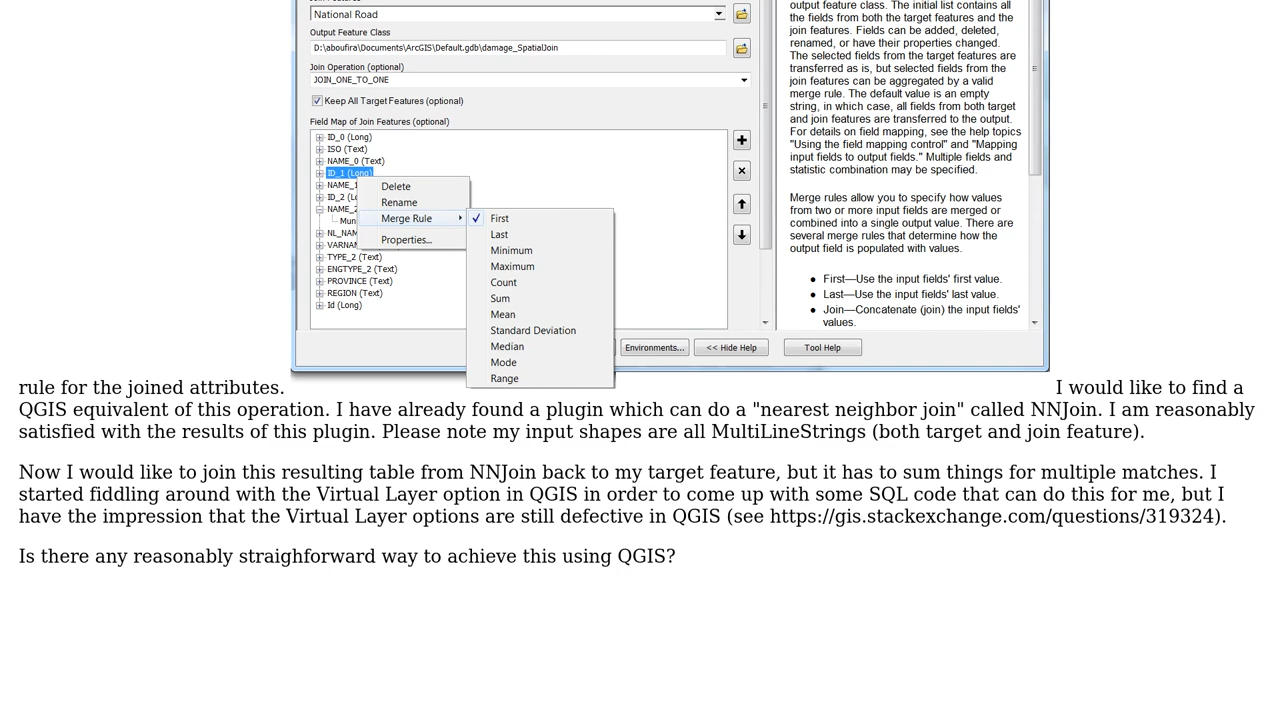 National Road
Output Feature Class
D:\aboufira\Documents\ArcGIS\Default.gdb\damage_SpatialJoin
Join Operation (optional)
JOIN_ONE_TO_ONE
Keep All Target Features (optional)
Field Map of Join Features (optional)
ID_0 (Long)
ISO (Text)
NAME_0 (Text)
ID_1 (Long)
NAME_1
ID_2 (Lo
NAME_2
Mun
NL_NAM
VARNAM
TYPE_2 (Text)
ENGTYPE_2 (Text)
PROVINCE (Text)
REGION (Text)
Id (Long)
Delete
Rename
Merge Rule
Properties...
First
Last
Minimum
Maximum
Count
Sum
Mean
Standard Deviation
Median
Mode
Range
Environments...
<< Hide Help
Tool Help
output feature class. The initial list contains all
the fields from both the target features and the
join features. Fields can be added, deleted,
renamed, or have their properties changed.
The selected fields from the target features are
transferred as is, but selected fields from the
join features can be aggregated by a valid
merge rule. The default value is an empty
string, in which case, all fields from both target
and join features are transferred to the output.
For details on field mapping, see the help topics
"Using the field mapping control" and "Mapping
input fields to output fields." Multiple fields and
statistic combination may be specified.
Merge rules allow you to specify how values
from two or more input fields are merged or
combined into a single output value. There are
several merge rules that determine how the
output field is populated with values.
• First—Use the input fields' first value.
• Last—Use the input fields' last value.
• Join—Concatenate (join) the input fields'
values.
rule for the joined attributes. I would like to find a
QGIS equivalent of this operation. I have already found a plugin which can do a "nearest neighbor join" called NNJoin. I am reasonably
satisfied with the results of this plugin. Please note my input shapes are all MultiLineStrings (both target and join feature).
Now I would like to join this resulting table from NNJoin back to my target feature, but it has to sum things for multiple matches. I
started fiddling around with the Virtual Layer option in QGIS in order to come up with some SQL code that can do this for me, but I
have the impression that the Virtual Layer options are still defective in QGIS (see https://gis.stackexchange.com/questions/319324).
Is there any reasonably straighforward way to achieve this using QGIS?